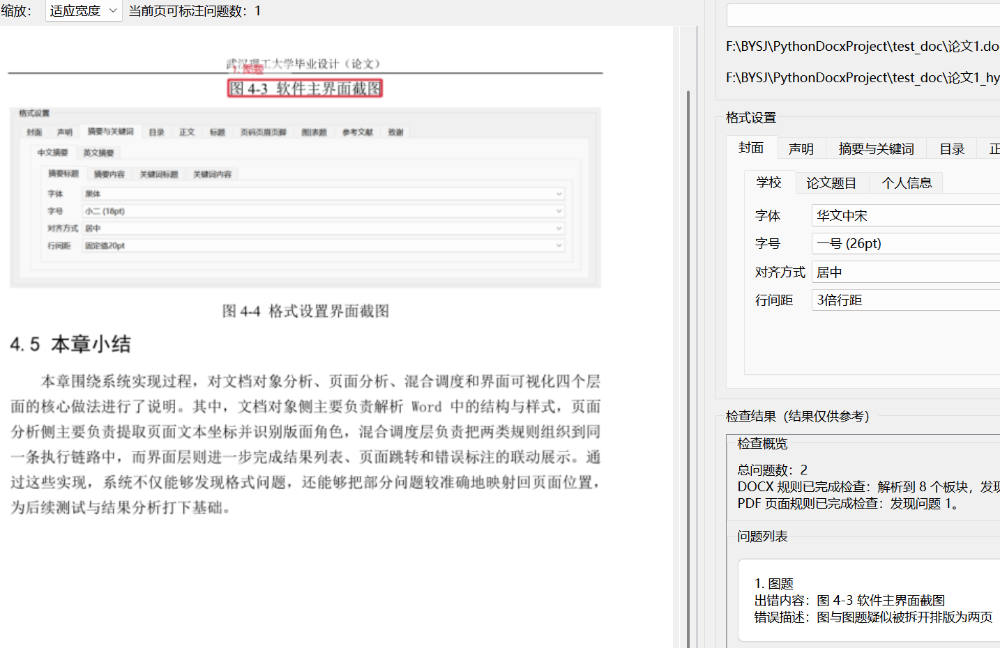 缩放： 适应宽度 当前页可标注问题数：1
武汉理工大学毕业设计（论文）
1. 图题
图 4-3 软件主界面截图
格式设置
封面 声明 摘要与关键词 目录 正文 标题 页码页眉页脚 图|表题 参考文献 致谢
中文摘要 英文摘要
摘要标题 摘要内容 关键词标题 关键词内容
字体 黑体
字号 小二 (18pt)
对齐方式 居中
行间距 固定值20pt
图 4-4 格式设置界面截图
4.5 本章小结
本章围绕系统实现过程，对文档对象分析、页面分析、混合调度和界面可视化四个层
面的核心做法进行了说明。其中，文档对象侧主要负责解析 Word 中的结构与样式，页面
分析侧主要负责提取页面文本坐标并识别版面角色，混合调度层负责把两类规则组织到同
一条执行链路中，而界面层则进一步完成结果列表、页面跳转和错误标注的联动展示。通
过这些实现，系统不仅能够发现格式问题，还能够把部分问题较准确地映射回页面位置，
为后续测试与结果分析打下基础。
F:\BYSJ\PythonDocxProject\test_doc\论文1.do
F:\BYSJ\PythonDocxProject\test_doc\论文1_hy
格式设置
封面 声明 摘要与关键词 目录 正
学校 论文题目 个人信息
字体 华文中宋
字号 一号 (26pt)
对齐方式 居中
行间距 3倍行距
检查结果（结果仅供参考）
检查概览
总问题数：2
DOCX 规则已完成检查：解析到 8 个板块，发现
PDF 页面规则已完成检查：发现问题 1。
问题列表
1. 图题
出错内容：图 4-3 软件主界面截图
错误描述：图与图题疑似被拆开排版为两页